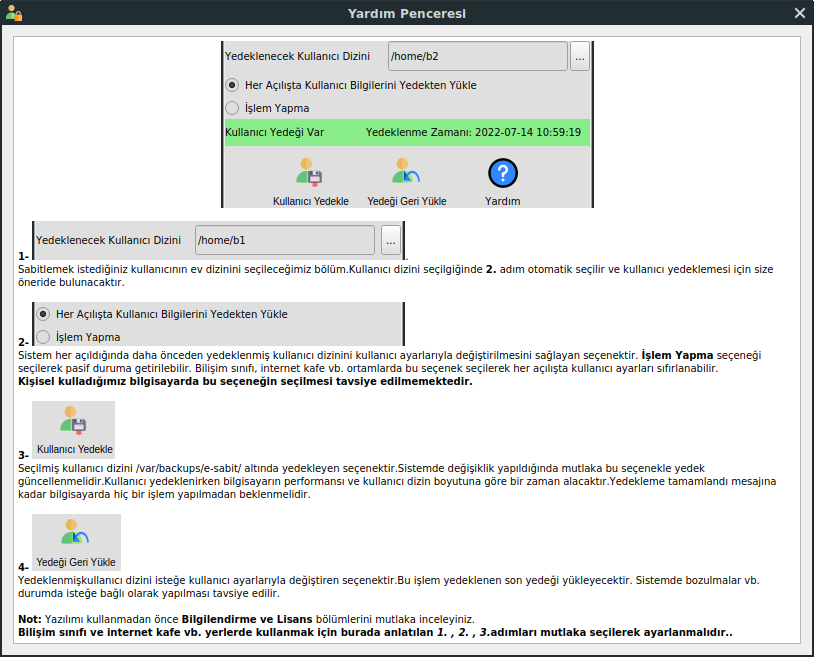 Yardım Penceresi
Yedeklenecek Kullanıcı Dizini /home/b2 ...
Her Açılışta Kullanıcı Bilgilerini Yedekten Yükle
İşlem Yapma
Kullanıcı Yedeği Var Yedeklenme Zamanı: 2022-07-14 10:59:19
Kullanıcı Yedekle Yedeği Geri Yükle Yardım
1- Yedeklenecek Kullanıcı Dizini /home/b1 ... .
Sabitlemek istediğiniz kullanıcının ev dizinini seçileceğimiz bölüm.Kullanıcı dizini seçilgiğinde 2. adım otomatik seçilir ve kullanıcı yedeklemesi için size
öneride bulunacaktır.
Her Açılışta Kullanıcı Bilgilerini Yedekten Yükle
2- İşlem Yapma
Sistem her açıldığında daha önceden yedeklenmiş kullanıcı dizinini kullanıcı ayarlarıyla değiştirilmesini sağlayan seçenektir. İşlem Yapma seçeneği
seçilerek pasif duruma getirilebilir. Bilişim sınıfı, internet kafe vb. ortamlarda bu seçenek seçilerek her açılışta kullanıcı ayarları sıfırlanabilir.
Kişisel kulladığımız bilgisayarda bu seçeneğin seçilmesi tavsiye edilmemektedir.
3- Kullanıcı Yedekle
Seçilmiş kullanıcı dizini /var/backups/e-sabit/ altında yedekleyen seçenektir.Sistemde değişiklik yapıldığında mutlaka bu seçenekle yedek
güncellenmelidir.Kullanıcı yedeklenirken bilgisayarın performansı ve kullanıcı dizin boyutuna göre bir zaman alacaktır.Yedekleme tamamlandı mesajına
kadar bilgisayarda hiç bir işlem yapılmadan beklenmelidir.
4- Yedeği Geri Yükle
Yedeklenmişkullanıcı dizini isteğe kullanıcı ayarlarıyla değiştiren seçenektir.Bu işlem yedeklenen son yedeği yükleyecektir. Sistemde bozulmalar vb.
durumda isteğe bağlı olarak yapılması tavsiye edilir.
Not: Yazılımı kullanmadan önce Bilgilendirme ve Lisans bölümlerini mutlaka inceleyiniz.
Bilişim sınıfı ve internet kafe vb. yerlerde kullanmak için burada anlatılan 1. , 2. , 3.adımları mutlaka seçilerek ayarlanmalıdır..